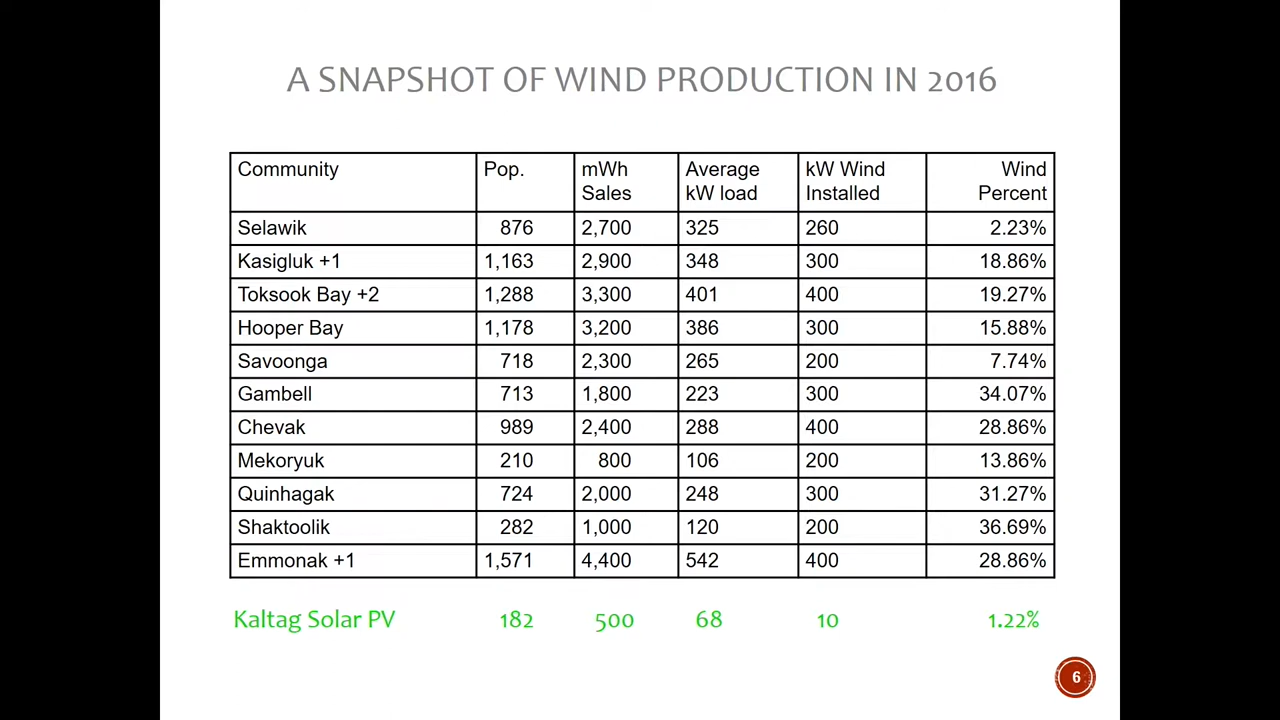 A SNAPSHOT OF WIND PRODUCTION IN 2016
Community Pop. mWh Sales Average kW load kW Wind Installed Wind Percent
Selawik 876 2,700 325 260 2.23%
Kasigluk +1 1,163 2,900 348 300 18.86%
Toksook Bay +2 1,288 3,300 401 400 19.27%
Hooper Bay 1,178 3,200 386 300 15.88%
Savoonga 718 2,300 265 200 7.74%
Gambell 713 1,800 223 300 34.07%
Chevak 989 2,400 288 400 28.86%
Mekoryuk 210 800 106 200 13.86%
Quinhagak 724 2,000 248 300 31.27%
Shaktoolik 282 1,000 120 200 36.69%
Emmonak +1 1,571 4,400 542 400 28.86%
Kaltag Solar PV 182 500 68 10 1.22%
6